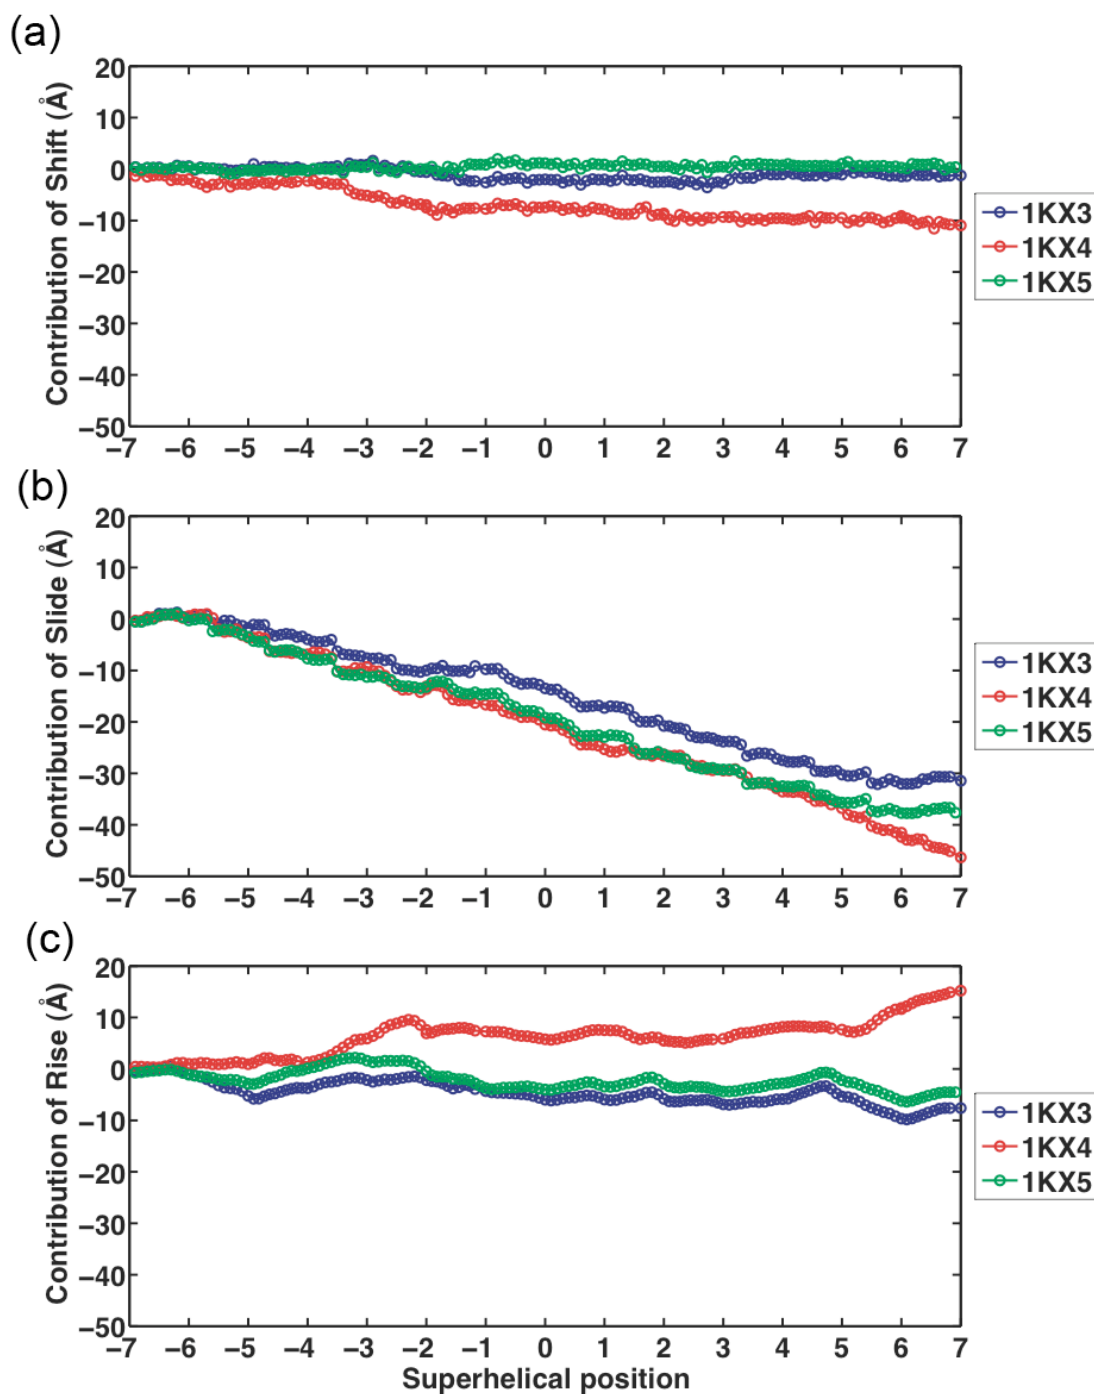 (a)
Contribution of Shift (Å)
20
10
0
−10
−20
−30
−40
−50
−7 −6 −5 −4 −3 −2 −1 0 1 2 3 4 5 6 7
1KX3
1KX4
1KX5
(b)
Contribution of Slide (Å)
20
10
0
−10
−20
−30
−40
−50
−7 −6 −5 −4 −3 −2 −1 0 1 2 3 4 5 6 7
1KX3
1KX4
1KX5
(c)
Contribution of Rise (Å)
20
10
0
−10
−20
−30
−40
−50
−7 −6 −5 −4 −3 −2 −1 0 1 2 3 4 5 6 7
Superhelical position
1KX3
1KX4
1KX5